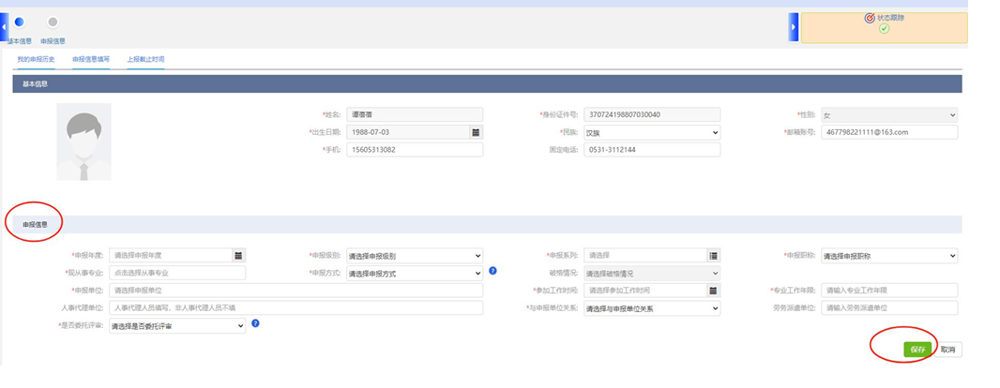 状态跟踪
基本信息 申报信息
我的申报历史 申报信息填写 上报截止时间
基本信息
*姓名: 谭蓓蓓 *身份证件号: 370724198807030040 *性别: 女
*出生日期: 1988-07-03 *民族: 汉族 *邮箱账号: 467798221111@163.com
*手机: 15605313082 固定电话: 0531-3112144
申报信息
*申报年度: 请选择申报年度 *申报级别: 请选择申报级别 *申报系列: 请选择 *申报职称: 请选择申报职称
*现从事专业: 点击选择从事专业 *申报方式: 请选择申报方式 ? 破格情况: 请选择破格情况
*申报单位: 请选择申报单位 *参加工作时间: 请选择参加工作时间 *专业工作年限: 请输入专业工作年限
人事代理单位: 人事代理人员填写，非人事代理人员不填 *与申报单位关系: 请选择与申报单位关系 劳务派遣单位: 请输入劳务派遣单位
*是否委托评审: 请选择是否委托评审 ?
保存 取消